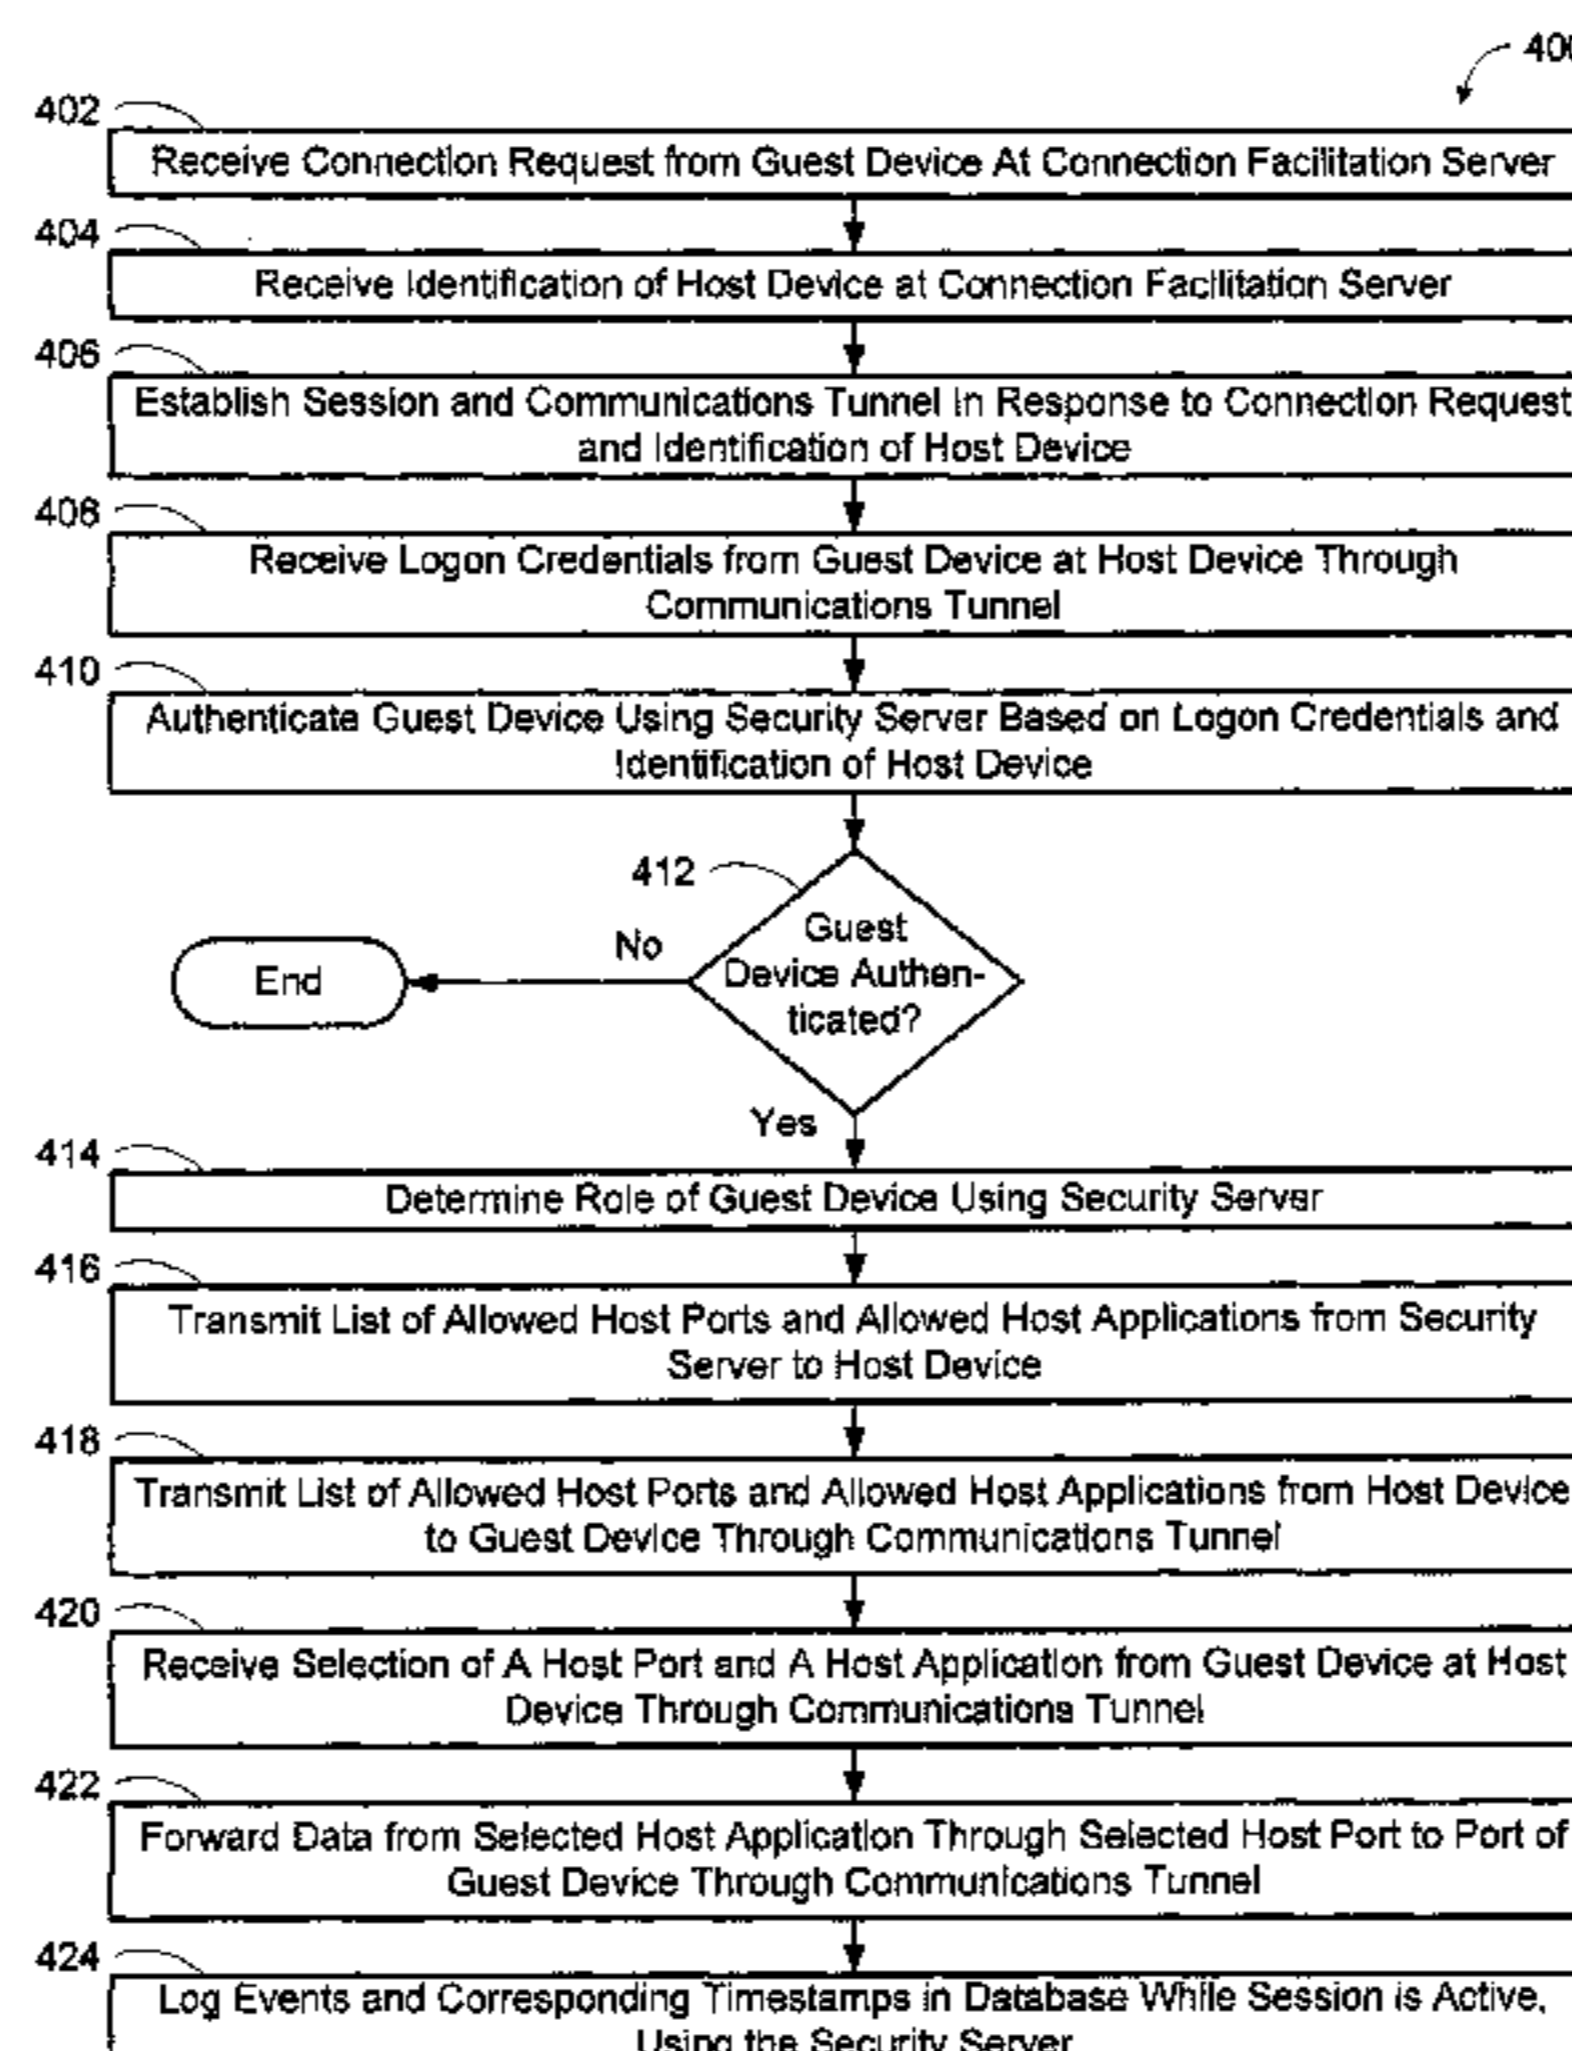 400
402
Receive Connection Request from Guest Device At Connection Facilitation Server
404
Receive Identification of Host Device at Connection Facilitation Server
406
Establish Session and Communications Tunnel In Response to Connection Request
and Identification of Host Device
408
Receive Logon Credentials from Guest Device at Host Device Through
Communications Tunnel
410
Authenticate Guest Device Using Security Server Based on Logon Credentials and
Identification of Host Device
412
Guest
Device Authen-
ticated?
No
End
Yes
414
Determine Role of Guest Device Using Security Server
416
Transmit List of Allowed Host Ports and Allowed Host Applications from Security
Server to Host Device
418
Transmit List of Allowed Host Ports and Allowed Host Applications from Host Device
to Guest Device Through Communications Tunnel
420
Receive Selection of A Host Port and A Host Application from Guest Device at Host
Device Through Communications Tunnel
422
Forward Data from Selected Host Application Through Selected Host Port to Port of
Guest Device Through Communications Tunnel
424
Log Events and Corresponding Timestamps in Database While Session is Active,
Using the Security Server